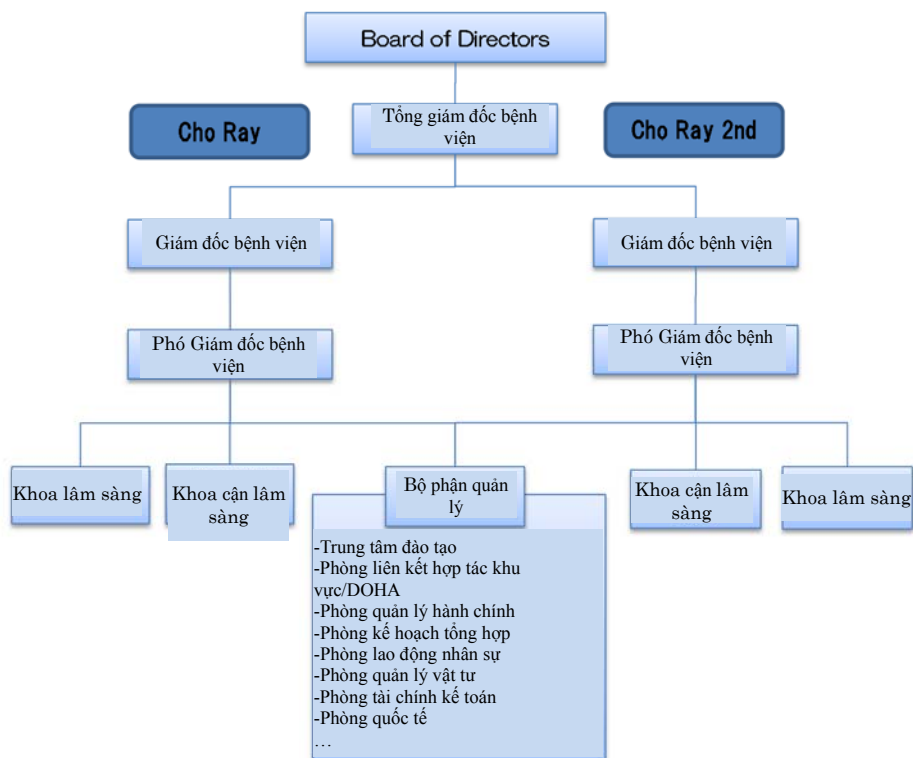 Board of Directors
Cho Ray
Tổng giám đốc bệnh
viện
Cho Ray 2nd
Giám đốc bệnh viện
Giám đốc bệnh viện
Phó Giám đốc bệnh
viện
Phó Giám đốc bệnh
viện
Khoa lâm sàng
Khoa cận lâm
sàng
Bộ phận quản
lý
Khoa cận lâm
sàng
Khoa lâm sàng
-Trung tâm đào tạo
-Phòng liên kết hợp tác khu
vực/DOHA
-Phòng quản lý hành chính
-Phòng kế hoạch tổng hợp
-Phòng lao động nhân sự
-Phòng quản lý vật tư
-Phòng tài chính kế toán
-Phòng quốc tế
…